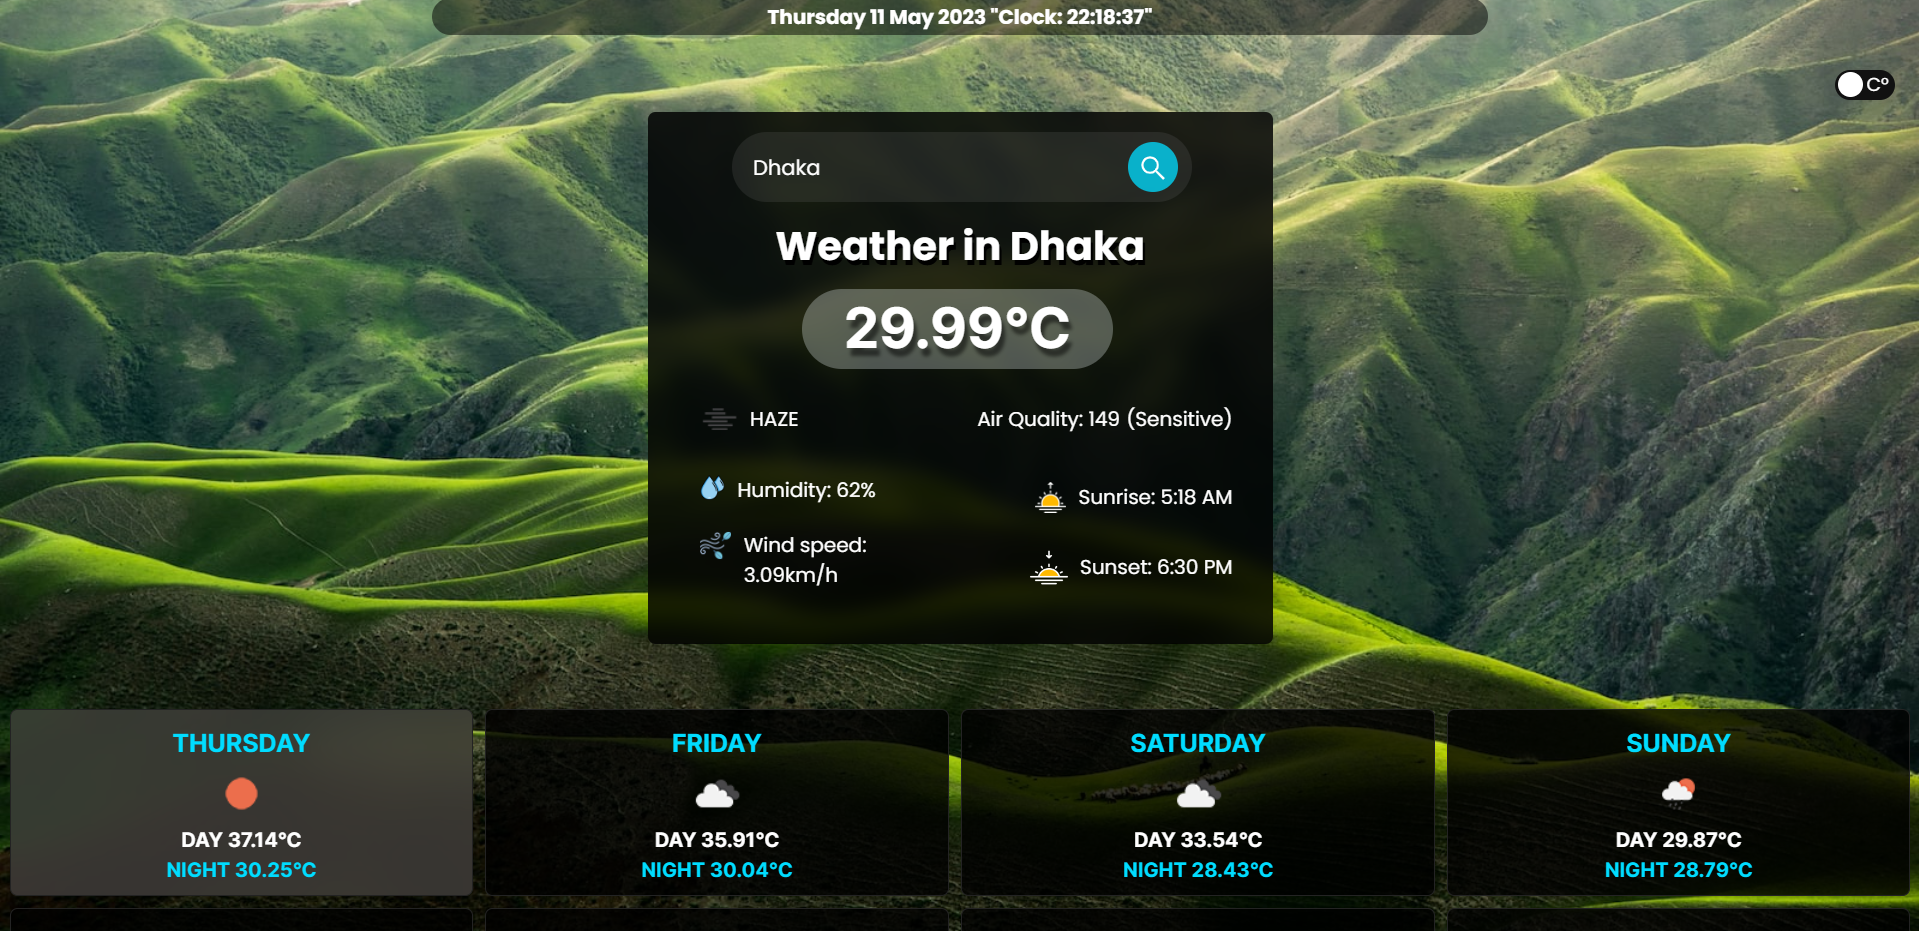 Thursday 11 May 2023 "Clock: 22:18:37"
C°
Dhaka
Weather in Dhaka
29.99°C
HAZE
Air Quality: 149 (Sensitive)
Humidity: 62%
Sunrise: 5:18 AM
Wind speed:
3.09km/h
Sunset: 6:30 PM
THURSDAY
DAY 37.14°C
NIGHT 30.25°C
FRIDAY
DAY 35.91°C
NIGHT 30.04°C
SATURDAY
DAY 33.54°C
NIGHT 28.43°C
SUNDAY
DAY 29.87°C
NIGHT 28.79°C